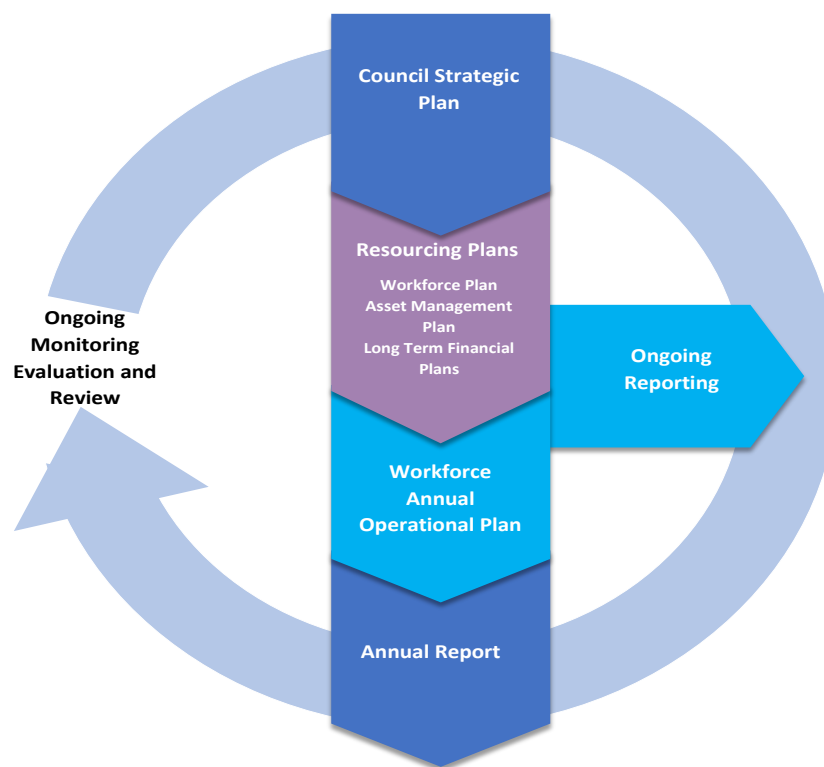 Council Strategic
Plan
Resourcing Plans
Workforce Plan
Asset Management
Plan
Long Term Financial
Plans
Ongoing
Monitoring
Evaluation and
Review
Ongoing
Reporting
Workforce
Annual
Operational Plan
Annual Report